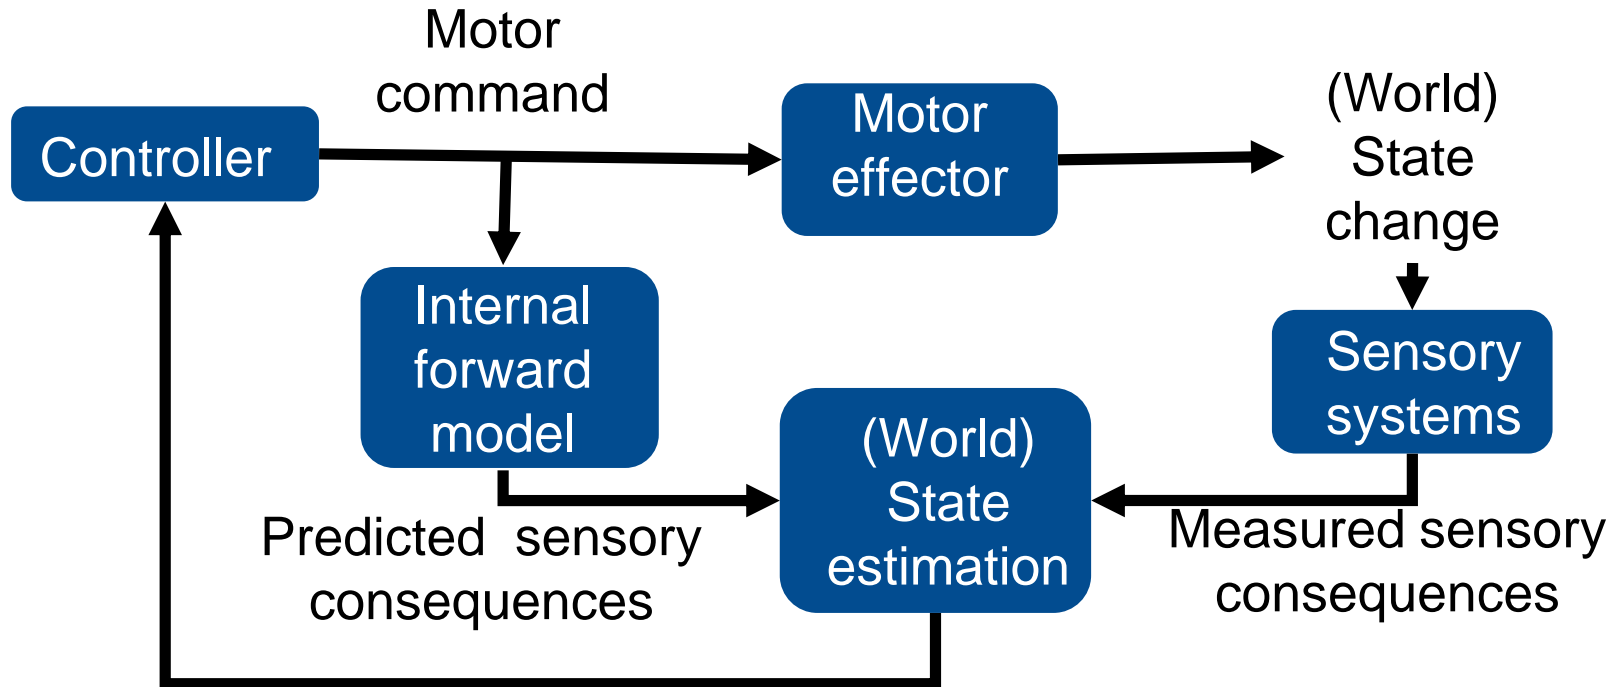 Motor
command
Controller
Motor
effector
(World)
State
change
Internal
forward
model
Sensory
systems
(World)
State
estimation
Predicted  sensory
consequences
Measured sensory
consequences